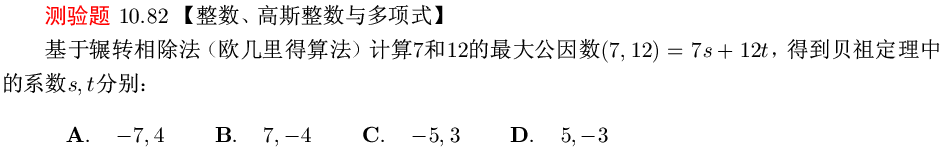 测验题 10.82 【整数、高斯整数与多项式】
基于辗转相除法（欧几里得算法）计算7和12的最大公因数(7, 12) = 7s + 12t，得到贝祖定理中
的系数s, t分别：
A. −7, 4 B. 7, −4 C. −5, 3 D. 5, −3